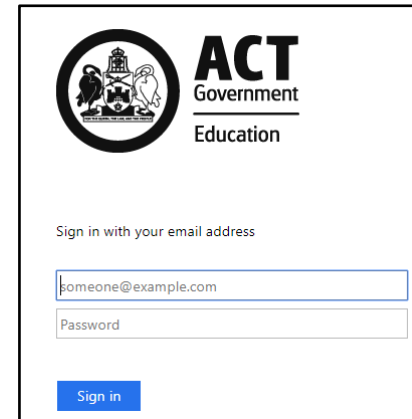 ACT
Government
Education
Sign in with your email address
someone@example.com
Password
Sign in